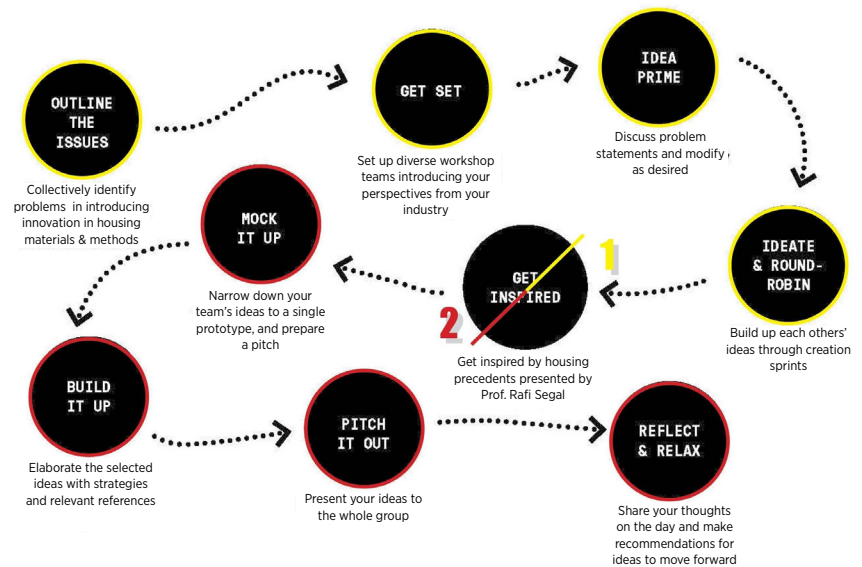 OUTLINE
THE
ISSUES
Collectively identify
problems in introducing
innovation in housing
materials & methods
GET SET
Set up diverse workshop
teams introducing your
perspectives from your
industry
IDEA
PRIME
Discuss problem
statements and modify
as desired
IDEATE
& ROUND-
ROBIN
Build up each others'
ideas through creation
sprints
1
GET
INSPIRED
2
Get inspired by housing
precedents presented by
Prof. Rafi Segal
MOCK
IT UP
Narrow down your
team's ideas to a single
prototype, and prepare
a pitch
BUILD
IT UP
Elaborate the selected
ideas with strategies
and relevant references
PITCH
IT OUT
Present your ideas to
the whole group
REFLECT
& RELAX
Share your thoughts
on the day and make
recommendations for
ideas to move forward